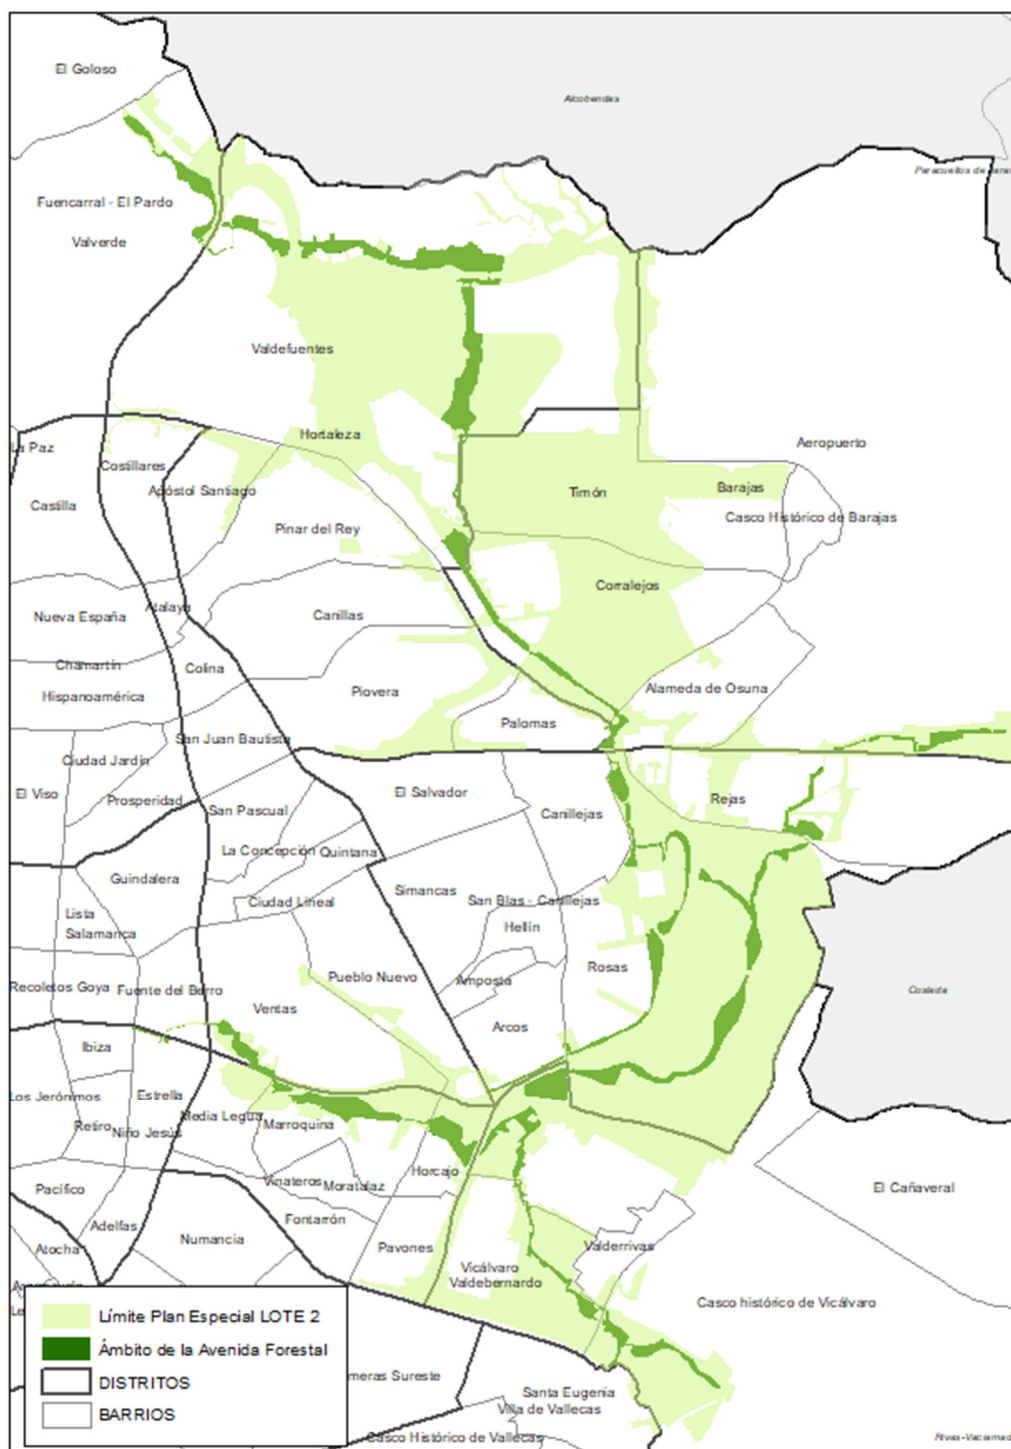 El Goloso
Alcobendas
Fuencarral - El Pardo
Valverde
Valdefuentes
La Paz
Hortaleza
Aeropuerto
Costillares
Castilla
Apóstol Santiago
Timón
Barajas
Casco Histórico de Barajas
Pinar del Rey
Corralejos
Nueva España
Atalaya
Canillas
Chamartín
Colina
Hispanoamérica
Piovera
Alameda de Osuna
Palomas
San Juan Bautista
Ciudad Jardín
El Viso
Prosperidad
San Pascual
El Salvador
Canillejas
Rejas
La Concepción
Quintana
Guindalera
Simancas
San Blas - Canillejas
Ciudad Lineal
Lista
Salamanca
Hellín
Recoletos
Goya
Fuente del Berro
Pueblo Nuevo
Amposta
Rosas
Coslada
Ventas
Arcos
Ibiza
Los Jerónimos
Estrella
Media Legua
Marroquina
Retiro
Niño Jesús
Horcajo
Pacífico
Vinateros
Moratalaz
El Cañaveral
Adelfas
Fontarrón
Atocha
Numancia
Pavones
Valderrivas
Vicálvaro
Valdebernardo
Casco histórico de Vicálvaro
Límite Plan Especial LOTE 2
Ámbito de la Avenida Forestal
DISTRITOS
BARRIOS
meras Sureste
Santa Eugenia
Villa de Vallecas
Casco Histórico de Vallecas